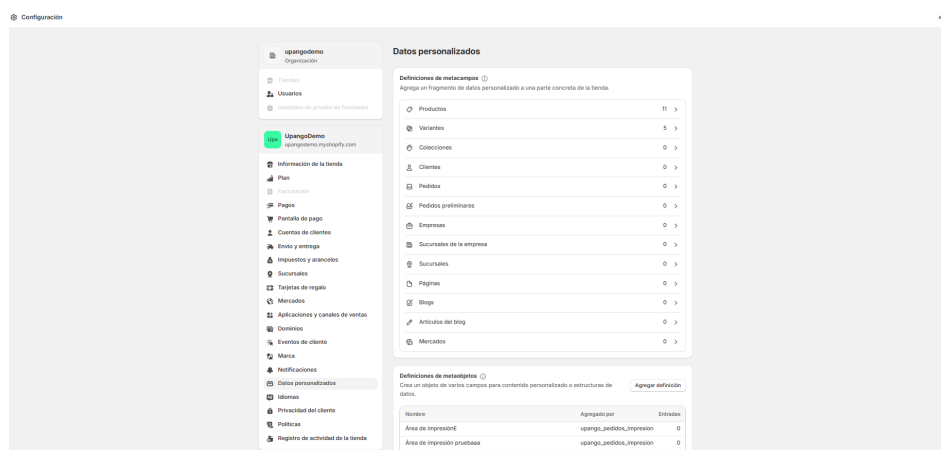 Configuración
upangodemo
Organización
Tiendas
Usuarios
Unidades de prueba de funciones
Upa
UpangoDemo
upangodemo.myshopify.com
Información de la tienda
Plan
Facturación
Pagos
Pantalla de pago
Cuentas de clientes
Envío y entrega
Impuestos y aranceles
Sucursales
Tarjetas de regalo
Mercados
Aplicaciones y canales de ventas
Dominios
Eventos de cliente
Marca
Notificaciones
Datos personalizados
Idiomas
Privacidad del cliente
Políticas
Registro de actividad de la tienda
Datos personalizados
Definiciones de metacampos
Agrega un fragmento de datos personalizado a una parte concreta de la tienda.
Productos 11
Variantes 5
Colecciones 0
Clientes 0
Pedidos 0
Pedidos preliminares 0
Empresas 0
Sucursales de la empresa 0
Sucursales 0
Páginas 0
Blogs 0
Artículos del blog 0
Mercados 0
Definiciones de metaobjetos
Crea un objeto de varios campos para contenido personalizado o estructuras de
datos.
Agregar definición
Nombre Agregado por Entradas
Área de impresiónE upango_pedidos_impresion 0
Área de impresión pruebaaa upango_pedidos_impresion 0